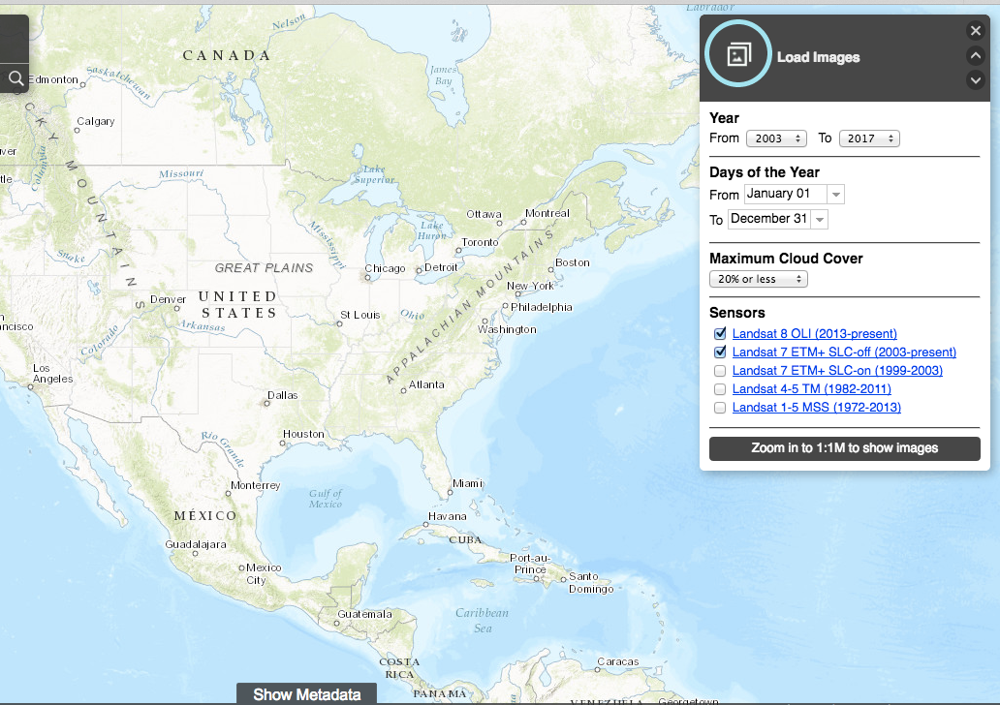 Labrador
Nelson
CANADA
James
Bay
Edmonton
Saskatchewan
Calgary
Columbia
MOUNTAINS
Missouri
Lake
Superior
Ottawa
Montreal
Mississippi
Lake
Huron
Toronto
Snake
GREAT PLAINS
Chicago
Detroit
Boston
New York
Denver
UNITED
STATES
St Louis
Ohio
Philadelphia
Arkansas
Washington
Colorado
APPALACHIAN MOUNTAINS
Los
Angeles
Atlanta
Dallas
Houston
Rio Grande
Monterrey
Gulf of
Mexico
Miami
MÉXICO
Havana
CUBA
Guadalajara
Mexico
City
Port-au-
Prince
Santo
Domingo
Guatemala
Caribbean
Sea
COSTA
RICA
Caracas
PANAMA
VENEZUELA
Georgetown
Show Metadata
Load Images
Year
From 2003 To 2017
Days of the Year
From January 01
To December 31
Maximum Cloud Cover
20% or less
Sensors
Landsat 8 OLI (2013-present)
Landsat 7 ETM+ SLC-off (2003-present)
Landsat 7 ETM+ SLC-on (1999-2003)
Landsat 4-5 TM (1982-2011)
Landsat 1-5 MSS (1972-2013)
Zoom in to 1:1M to show images